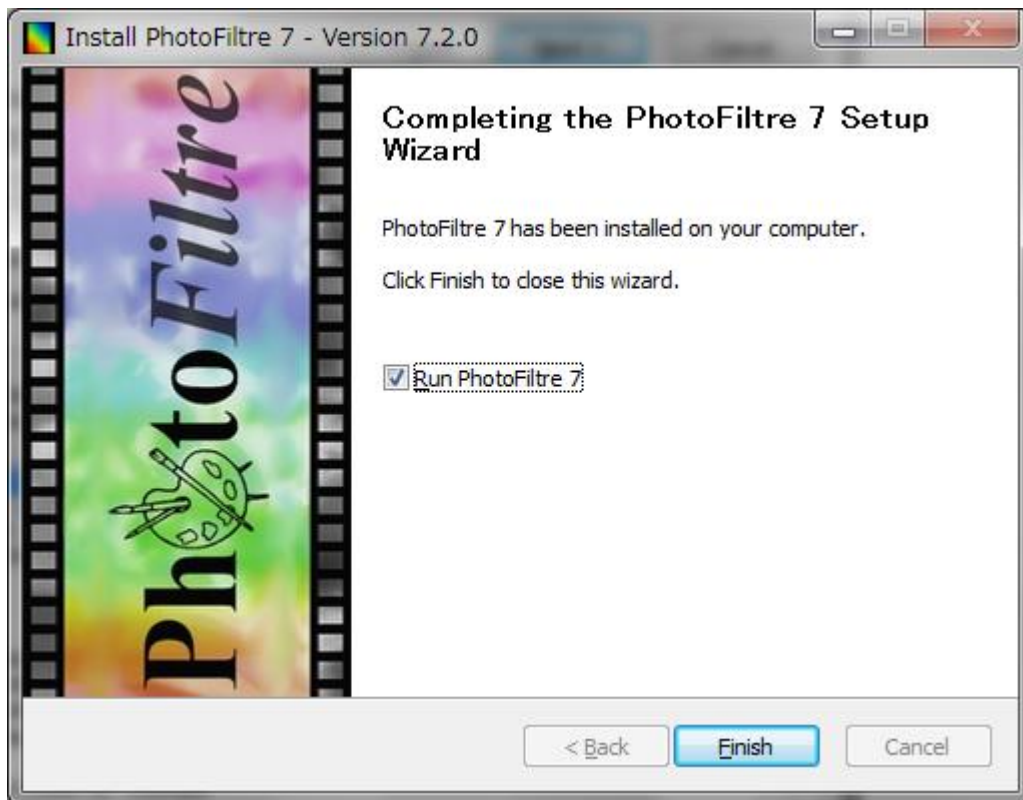 Install PhotoFiltre 7 - Version 7.2.0
PhotoFiltre
Completing the PhotoFiltre 7 Setup
Wizard
PhotoFiltre 7 has been installed on your computer.
Click Finish to close this wizard.
Run PhotoFiltre 7
< Back
Finish
Cancel